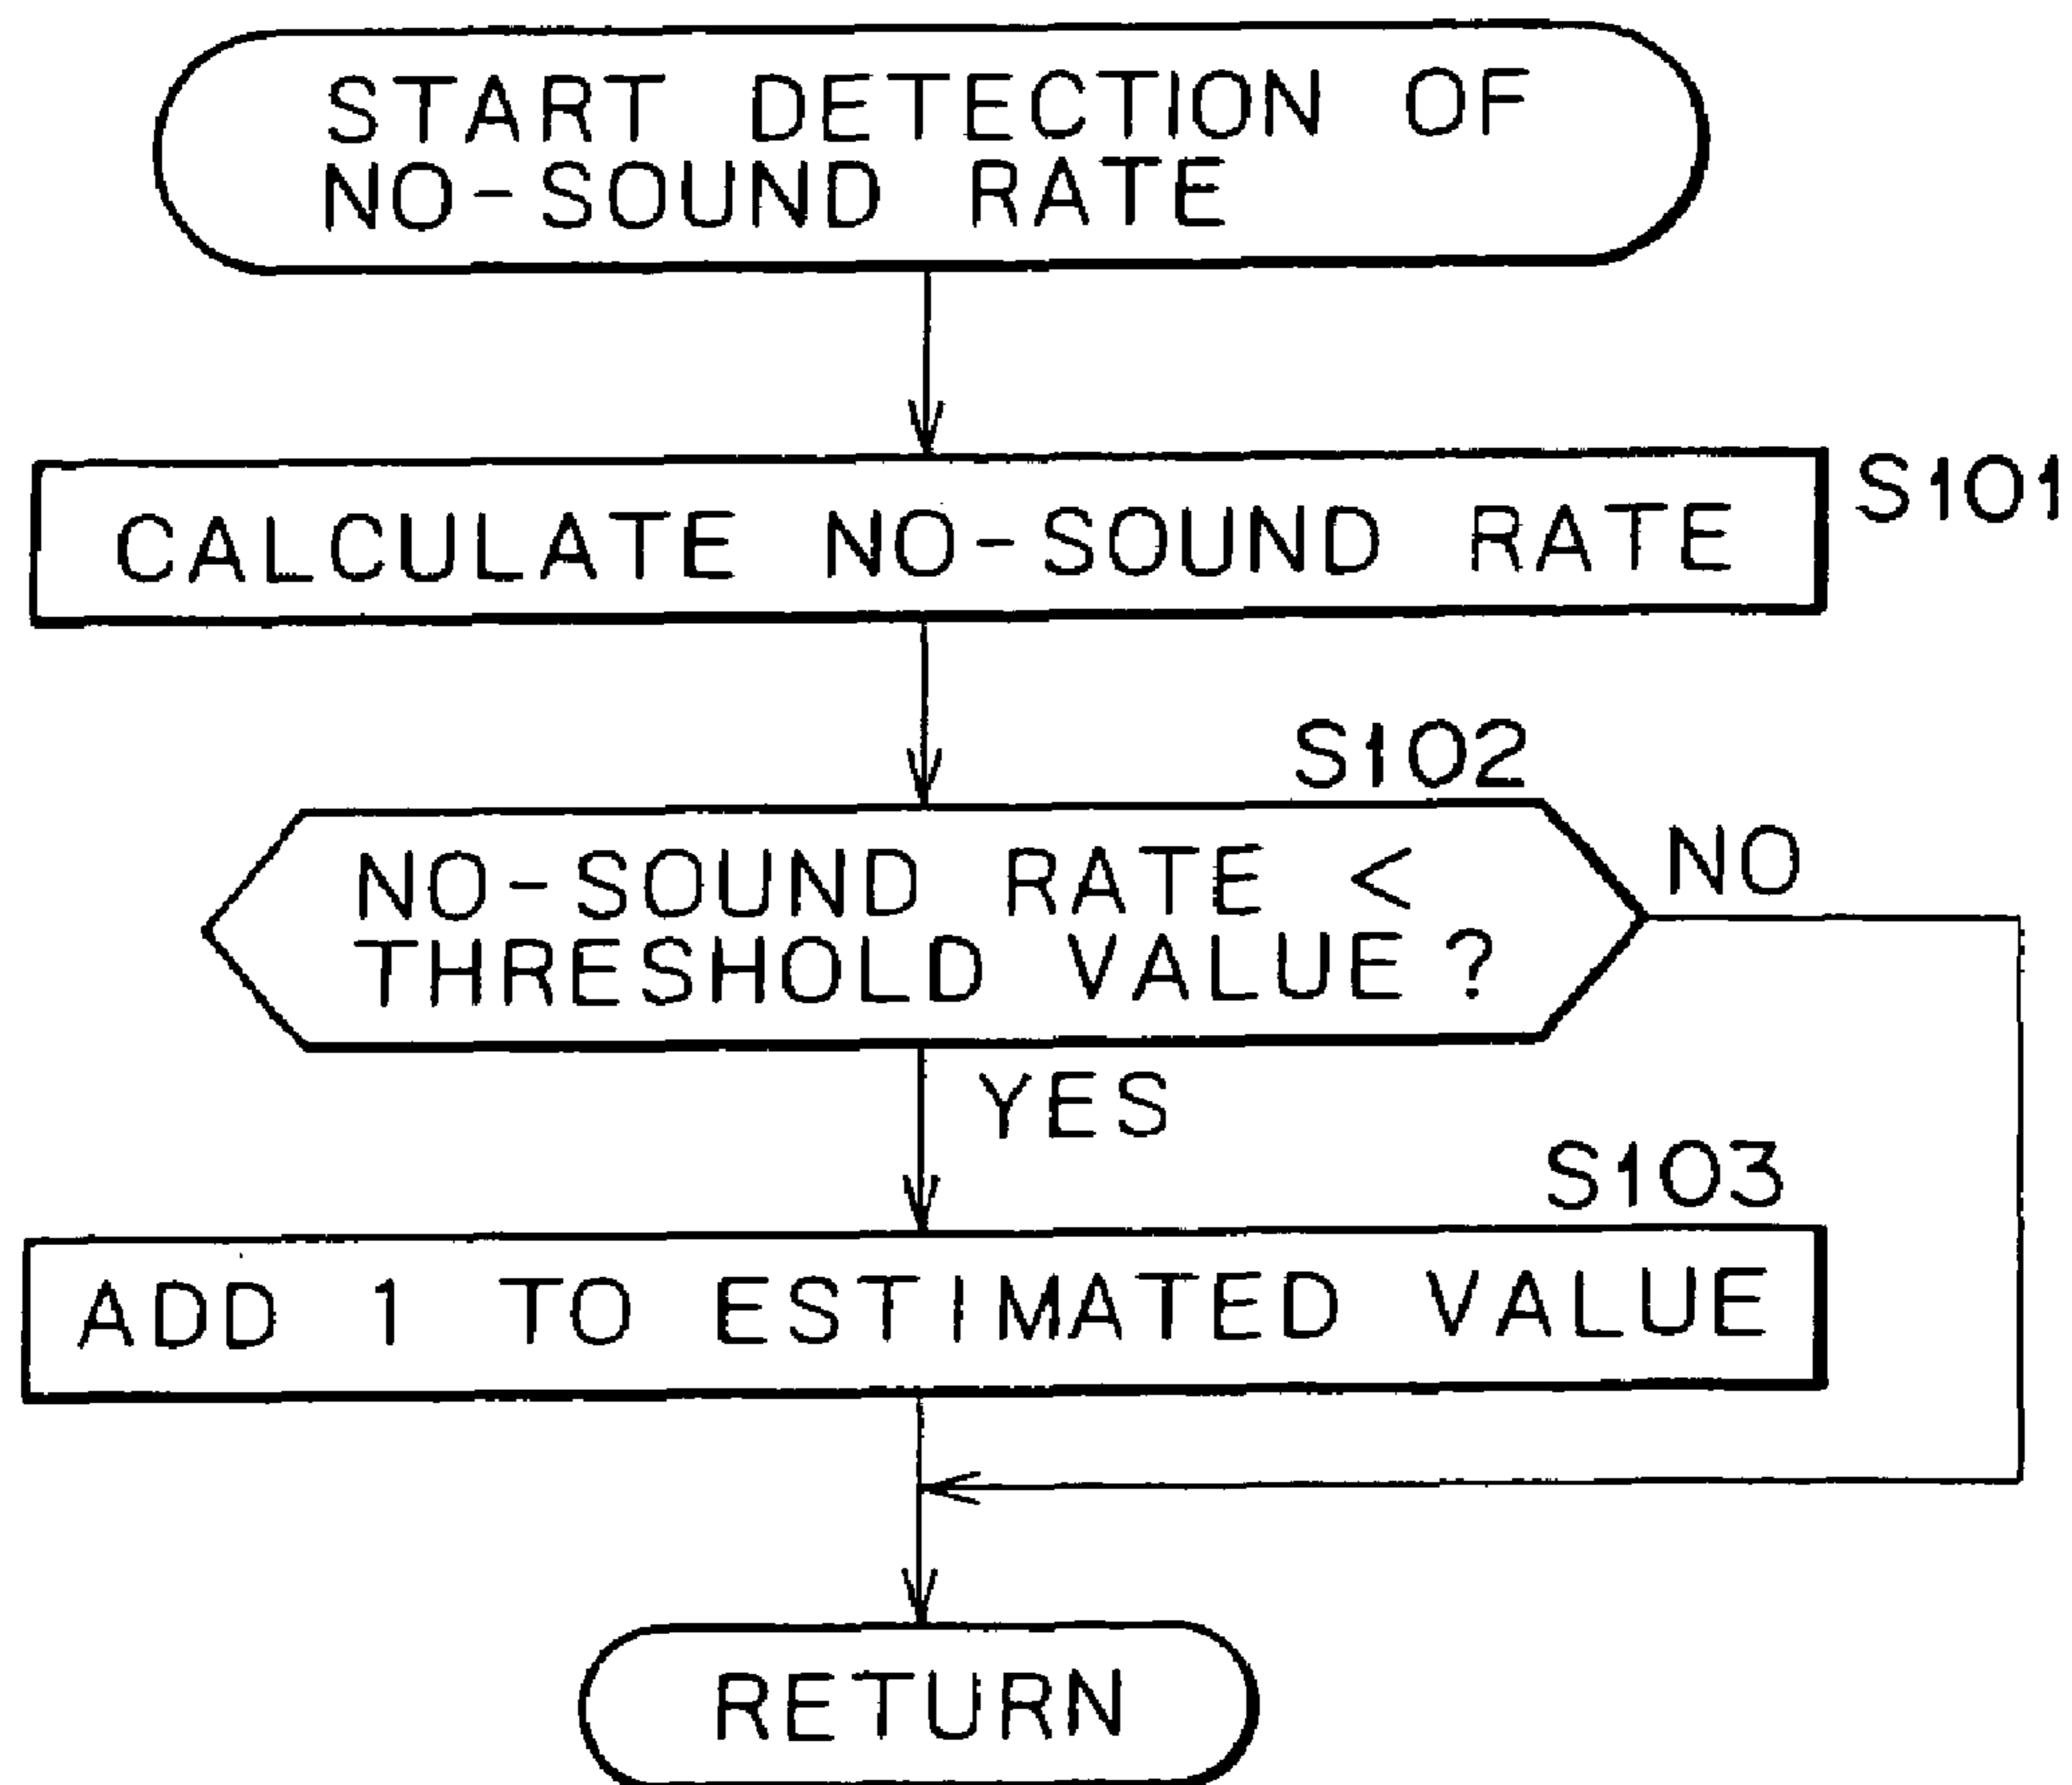 START DETECTION OF
NO-SOUND RATE
CALCULATE NO-SOUND RATE
S101
S102
NO-SOUND RATE <
THRESHOLD VALUE?
NO
YES
S103
ADD 1 TO ESTIMATED VALUE
RETURN